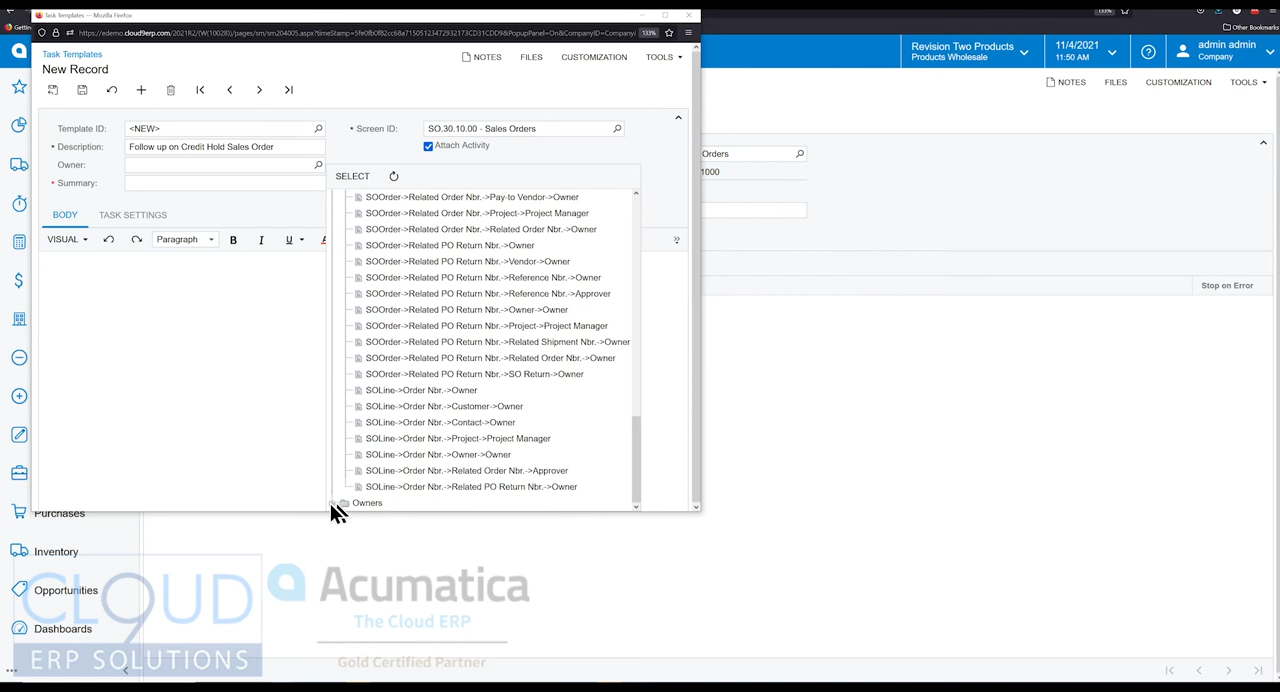 Task Templates — Mozilla Firefox
133%
Other Bookmarks
https://edemo.cloud9erp.com/2021R2/(W(10028))/pages/sm/sm204005.aspx?timeStamp=5fe0fb0f82cc68a7150512347293217​3CD31CDD9&PopupPanel=On&CompanyID=Company(
133%
Task Templates
New Record
NOTES
FILES
CUSTOMIZATION
TOOLS
Revision Two Products
Products Wholesale
11/4/2021
11:50 AM
admin admin
Company
NOTES
FILES
CUSTOMIZATION
TOOLS
Template ID:
<NEW>
• Screen ID:
SO.30.10.00 - Sales Orders
• Description:
Follow up on Credit Hold Sales Order
Attach Activity
Owner:
• Summary:
Orders
1000
SELECT
BODY
TASK SETTINGS
VISUAL
Paragraph
B
I
U
A
SOOrder->Related Order Nbr.->Pay-to Vendor->Owner
SOOrder->Related Order Nbr.->Project->Project Manager
SOOrder->Related Order Nbr.->Related Order Nbr.->Owner
SOOrder->Related PO Return Nbr.->Owner
SOOrder->Related PO Return Nbr.->Vendor->Owner
SOOrder->Related PO Return Nbr.->Reference Nbr.->Owner
SOOrder->Related PO Return Nbr.->Reference Nbr.->Approver
SOOrder->Related PO Return Nbr.->Owner->Owner
SOOrder->Related PO Return Nbr.->Project->Project Manager
SOOrder->Related PO Return Nbr.->Related Shipment Nbr.->Owner
SOOrder->Related PO Return Nbr.->Related Order Nbr.->Owner
SOOrder->Related PO Return Nbr.->SO Return->Owner
SOLine->Order Nbr.->Owner
SOLine->Order Nbr.->Customer->Owner
SOLine->Order Nbr.->Contact->Owner
SOLine->Order Nbr.->Project->Project Manager
SOLine->Order Nbr.->Owner->Owner
SOLine->Order Nbr.->Related Order Nbr.->Approver
SOLine->Order Nbr.->Related PO Return Nbr.->Owner
Owners
Stop on Error
Purchases
Inventory
Opportunities
Dashboards
CL9UD
ERP SOLUTIONS
Acumatica
The Cloud ERP
Gold Certified Partner